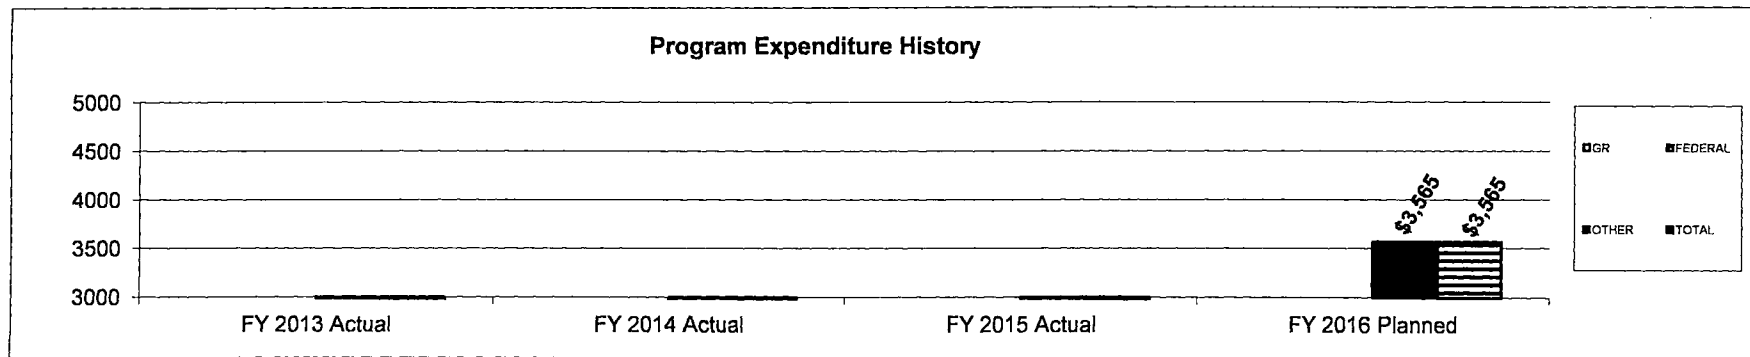 Program Expenditure History
5000
4500
4000
3500
3000
$3,565
$3,565
FY 2013 Actual
FY 2014 Actual
FY 2015 Actual
FY 2016 Planned
GR
FEDERAL
OTHER
TOTAL